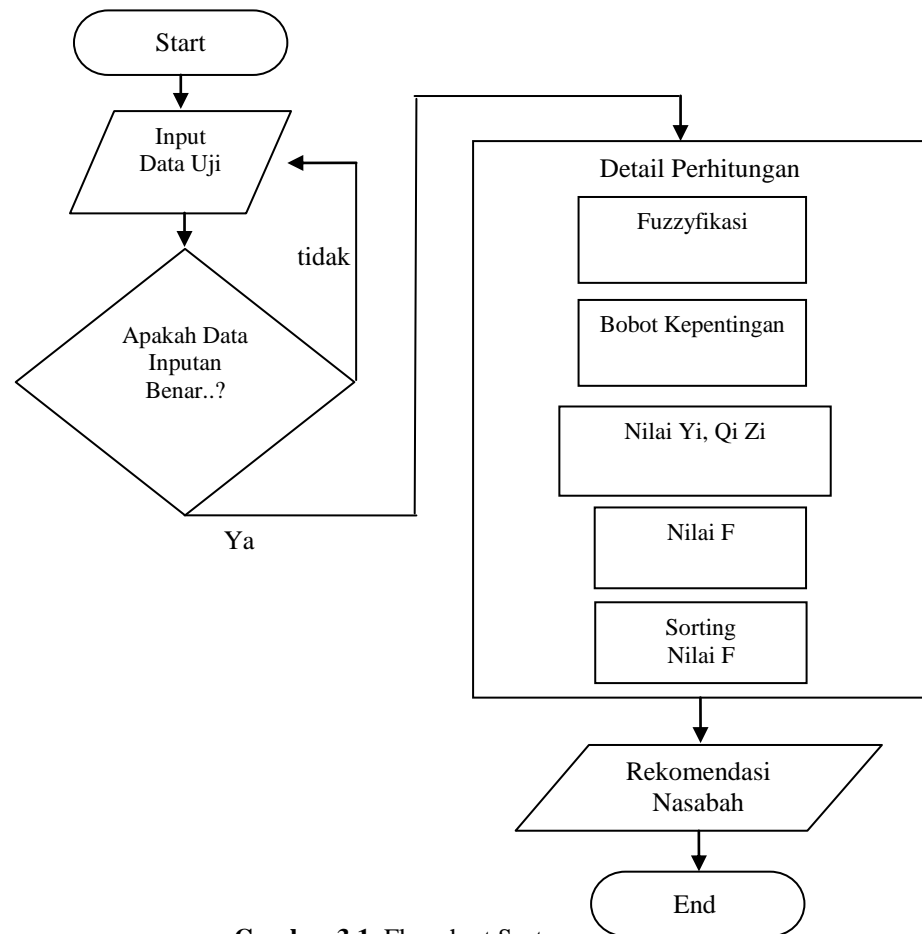 Start
Input
Data Uji
tidak
Apakah Data
Inputan
Benar..?
Ya
Detail Perhitungan
Fuzzyfikasi
Bobot Kepentingan
Nilai Yi, Qi Zi
Nilai F
Sorting
Nilai F
Rekomendasi
Nasabah
End